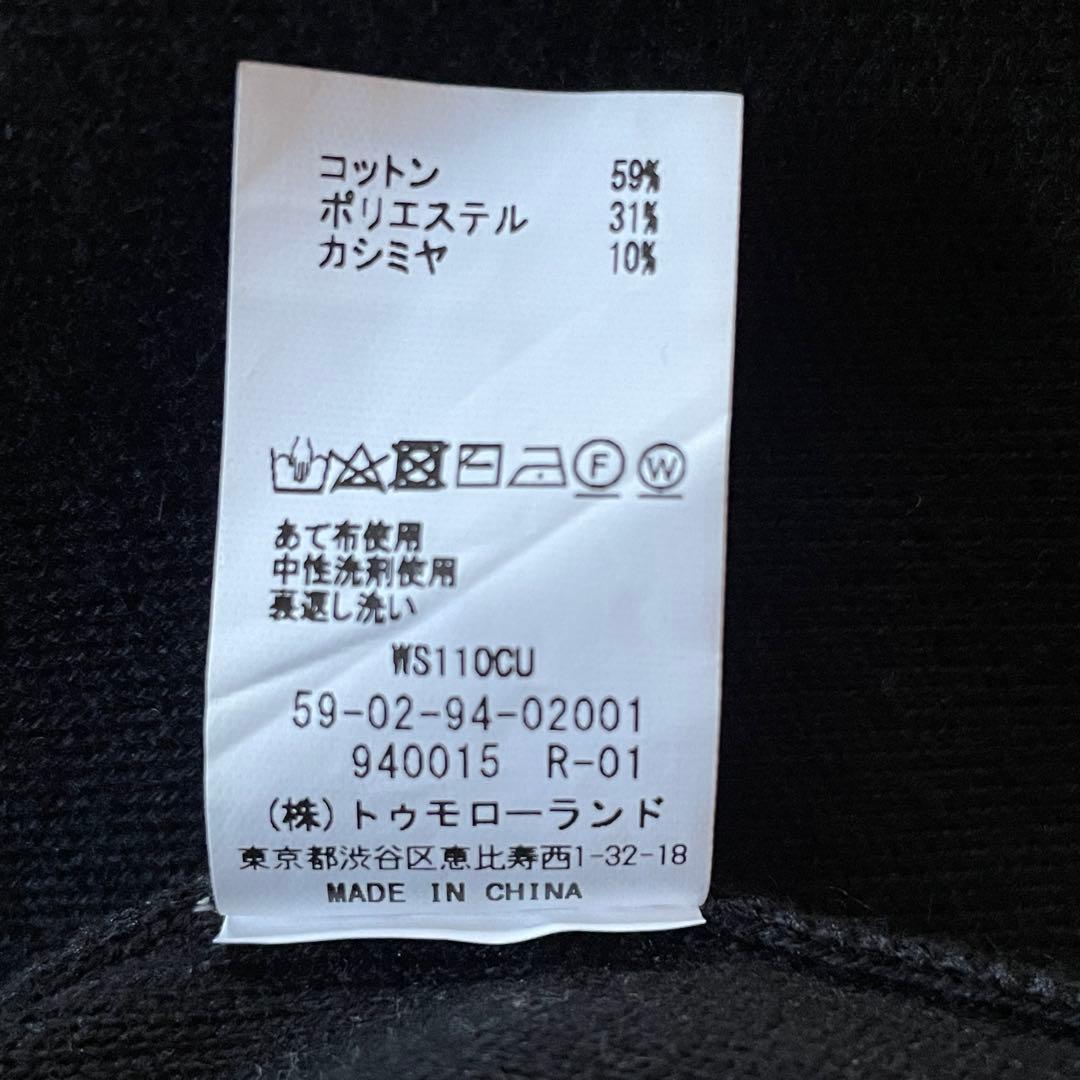 コットン 59%
ポリエステル 31%
カシミヤ 10%
F W
あて布使用
中性洗剤使用
裏返し洗い
WS110CU
59-02-94-02001
940015 R-01
(株)トゥモローランド
東京都渋谷区恵比寿西1-32-18
MADE IN CHINA